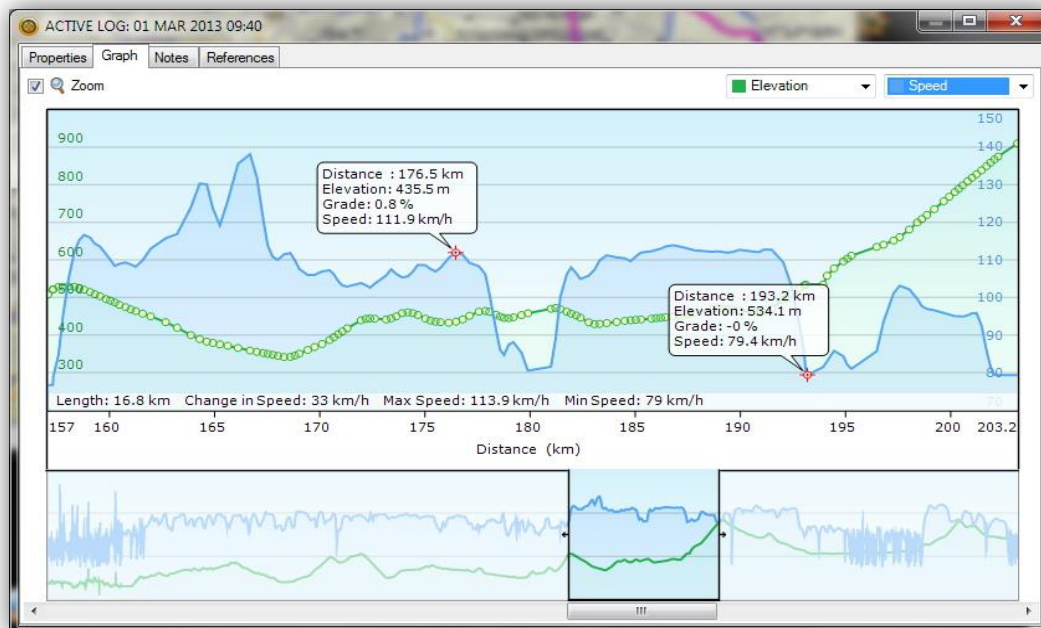 ACTIVE LOG: 01 MAR 2013 09:40
Properties Graph Notes References
Zoom
Elevation Speed
900
800
700
600
500
400
300
150
140
130
120
110
100
90
80
70
Distance : 176.5 km
Elevation: 435.5 m
Grade: 0.8 %
Speed: 111.9 km/h
Distance : 193.2 km
Elevation: 534.1 m
Grade: -0 %
Speed: 79.4 km/h
Length: 16.8 km Change in Speed: 33 km/h Max Speed: 113.9 km/h Min Speed: 79 km/h
157 160 165 170 175 180 185 190 195 200 203.2
Distance (km)